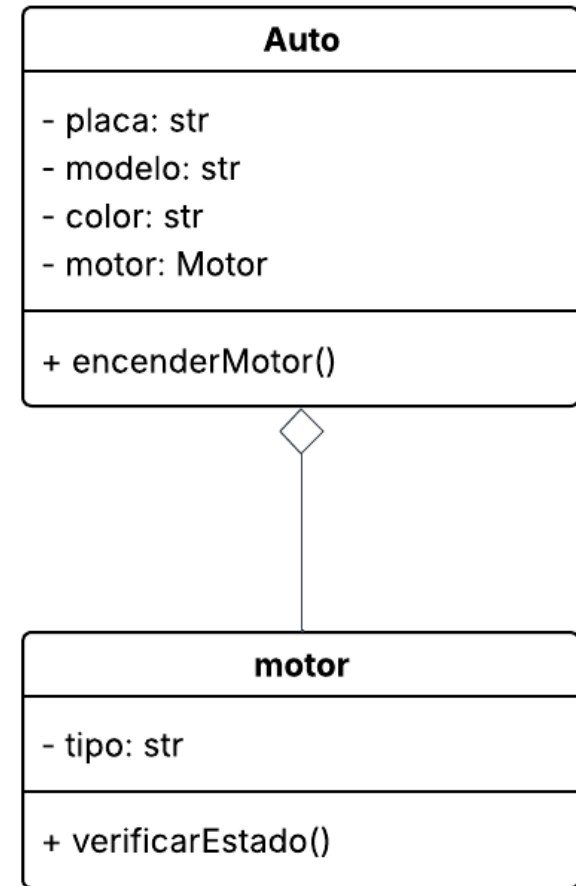 Auto
- placa: str
- modelo: str
- color: str
- motor: Motor
+ encenderMotor()
motor
- tipo: str
+ verificarEstado()